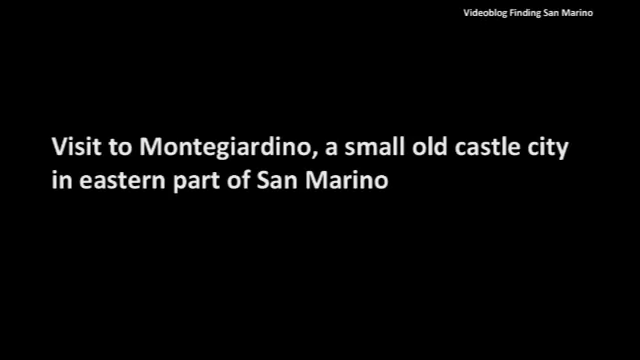 Videoblog Finding San Marino
Visit to Montegiardino, a small old castle city
in eastern part of San Marino